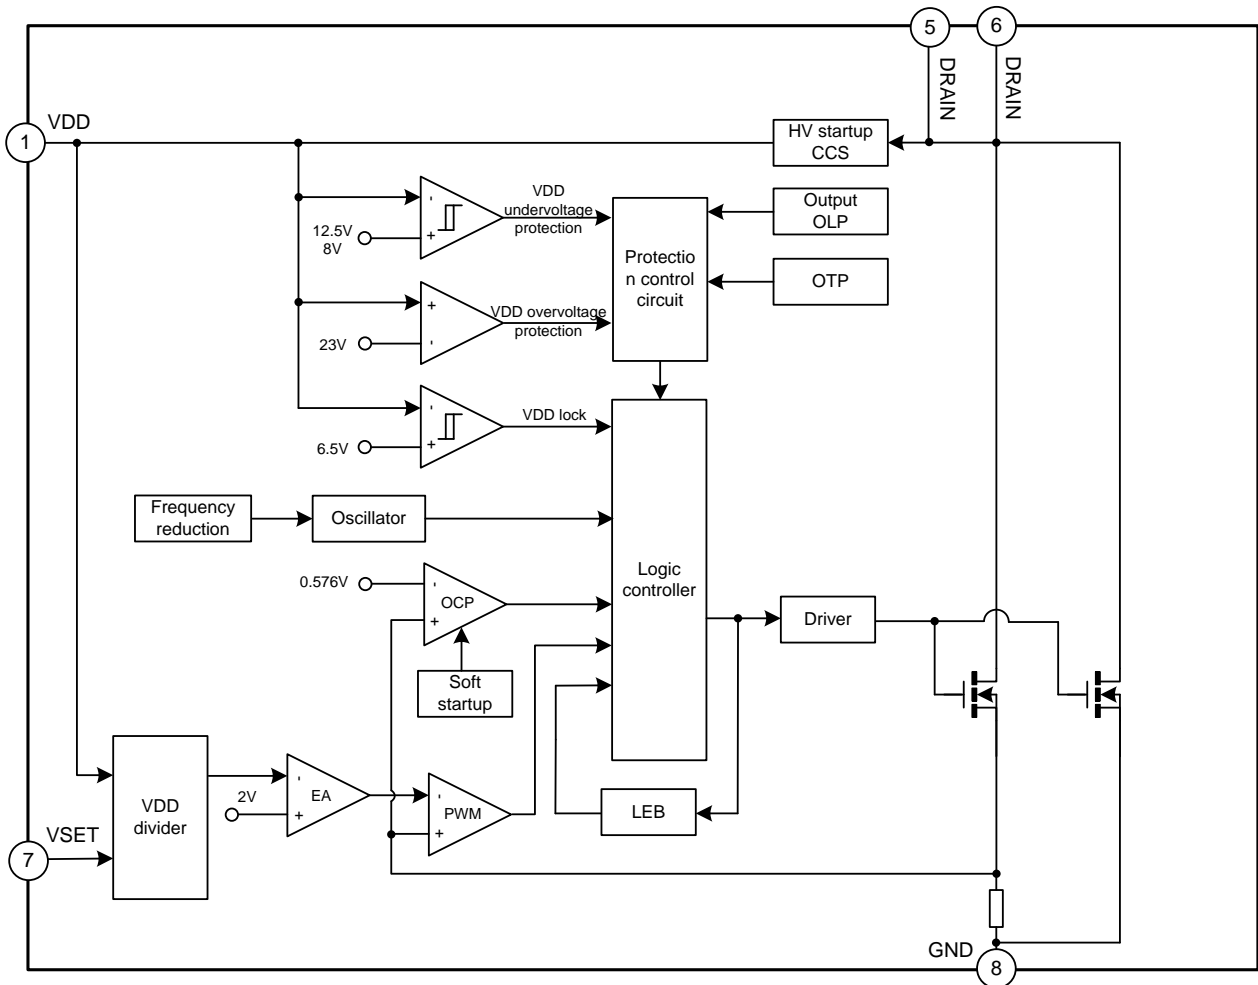 5
6
DRAIN
DRAIN
VDD
1
HV startup
CCS
-
+
12.5V
8V
VDD
undervoltage
protection
Output
OLP
Protectio
n control
circuit
OTP
+
-
23V
VDD overvoltage
protection
-
+
6.5V
VDD lock
Frequency
reduction
Oscillator
0.576V
-
OCP
+
Logic
controller
Driver
Soft
startup
VDD
divider
2V
-
EA
+
-
PWM
+
LEB
VSET
7
GND
8